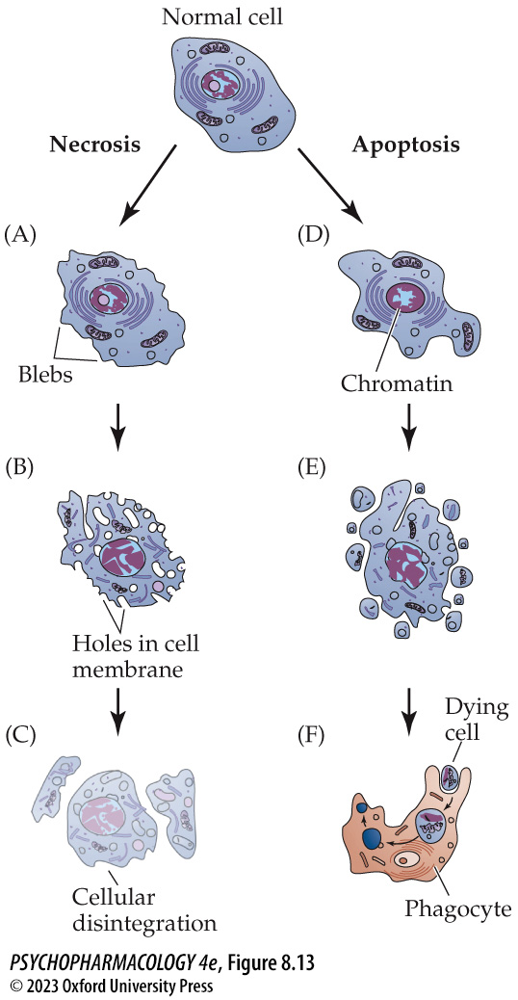 Normal cell
Necrosis
Apoptosis
(A)
(D)
Blebs
Chromatin
(B)
(E)
Holes in cell
membrane
(C)
(F)
Dying
cell
Cellular
disintegration
Phagocyte
PSYCHOPHARMACOLOGY 4e, Figure 8.13
© 2023 Oxford University Press